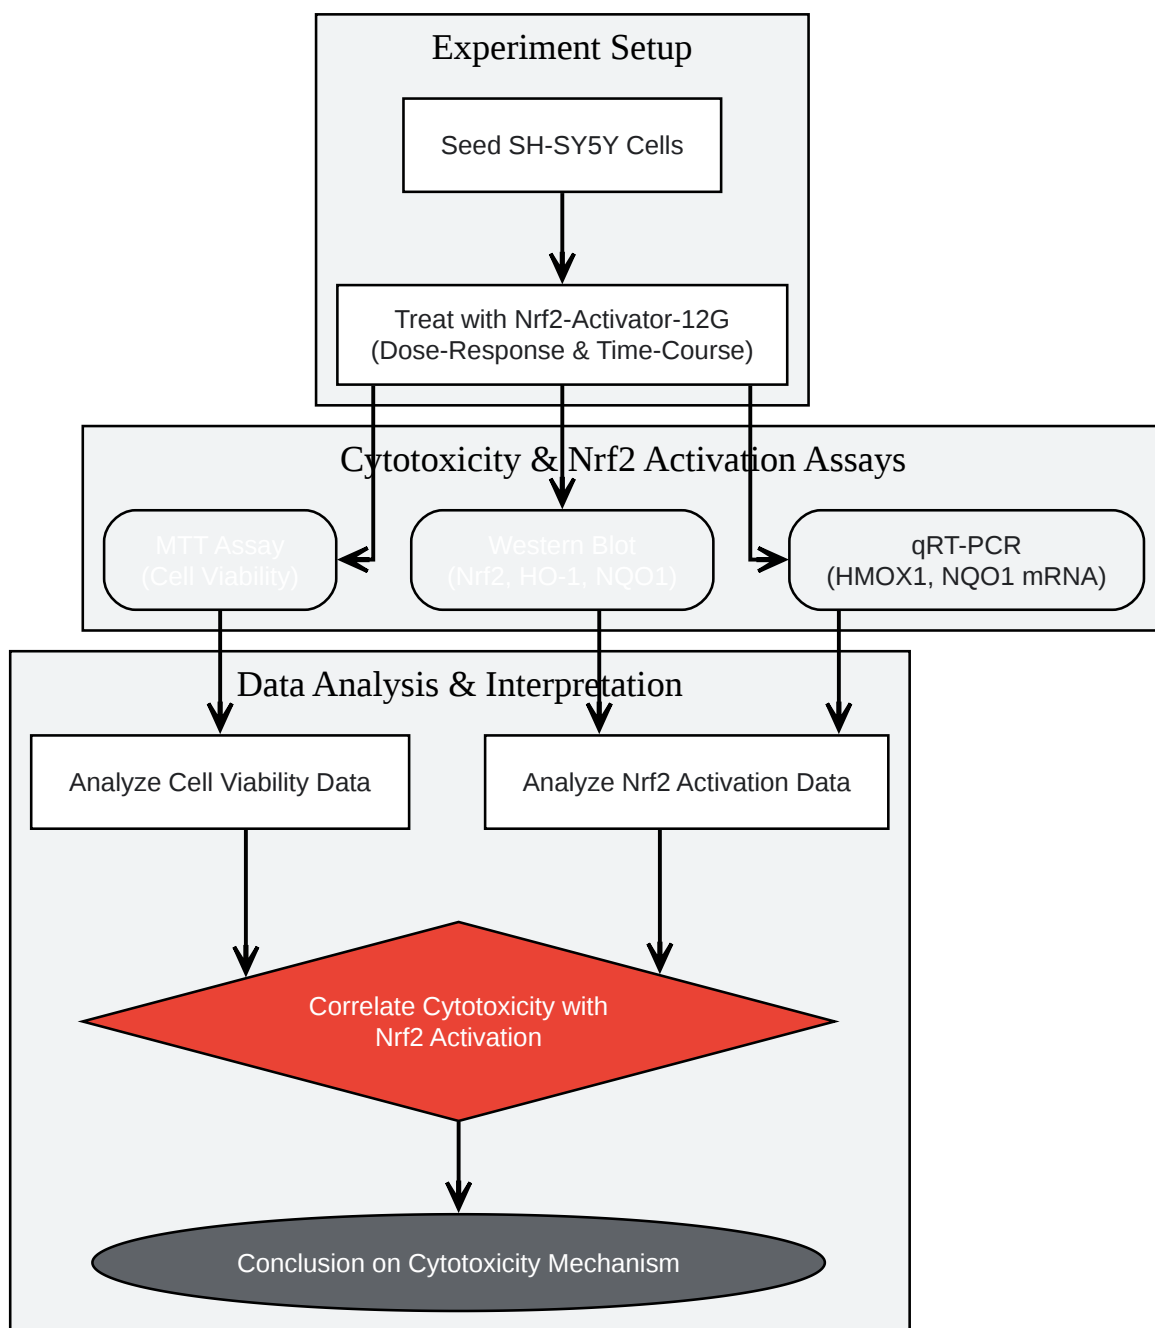 Experiment Setup
Seed SH-SY5Y Cells
Treat with Nrf2-Activator-12G
(Dose-Response & Time-Course)
Cytotoxicity & Nrf2 Activation Assays
MTT Assay
(Cell Viability)
Western Blot
(Nrf2, HO-1, NQO1)
qRT-PCR
(HMOX1, NQO1 mRNA)
Data Analysis & Interpretation
Analyze Cell Viability Data
Analyze Nrf2 Activation Data
Correlate Cytotoxicity with
Nrf2 Activation
Conclusion on Cytotoxicity Mechanism